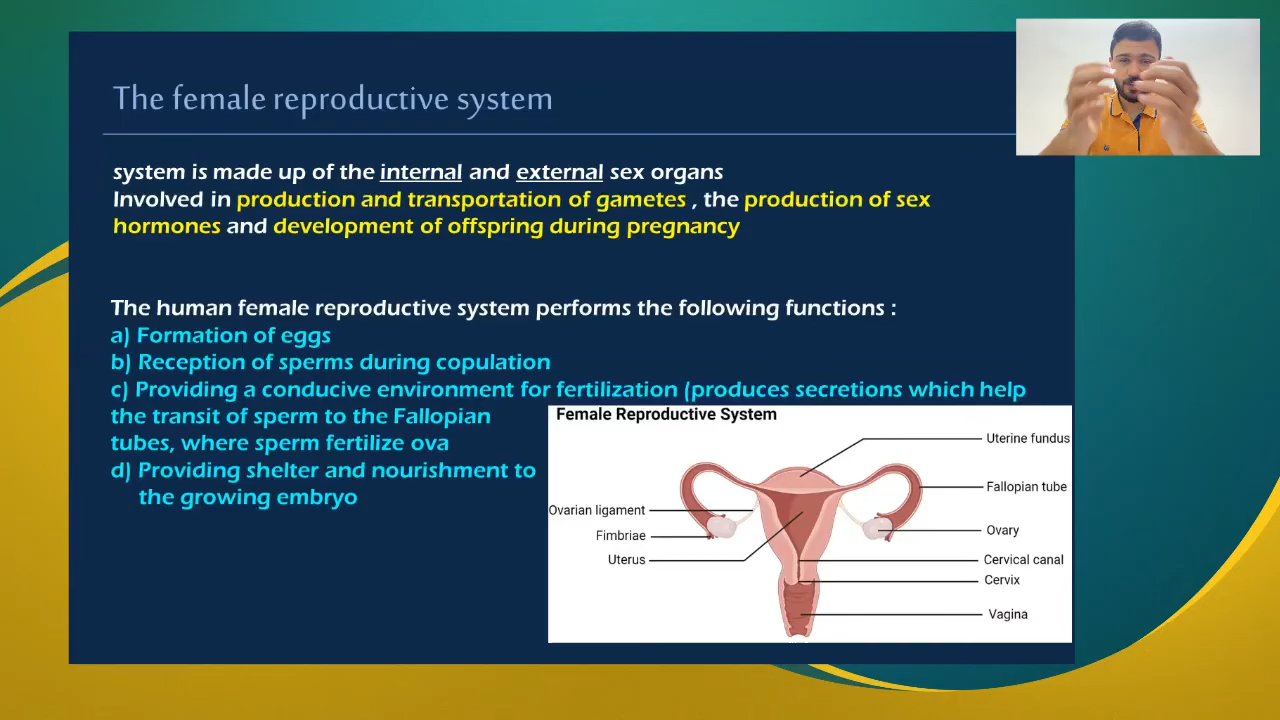 The female reproductive system
system is made up of the internal and external sex organs
Involved in production and transportation of gametes , the production of sex
hormones and development of offspring during pregnancy
The human female reproductive system performs the following functions :
a) Formation of eggs
b) Reception of sperms during copulation
c) Providing a conducive environment for fertilization (produces secretions which help
the transit of sperm to the Fallopian
tubes, where sperm fertilize ova
d) Providing shelter and nourishment to
the growing embryo
Female Reproductive System
Uterine fundus
Fallopian tube
Ovarian ligament
Ovary
Fimbriae
Uterus
Cervical canal
Cervix
Vagina